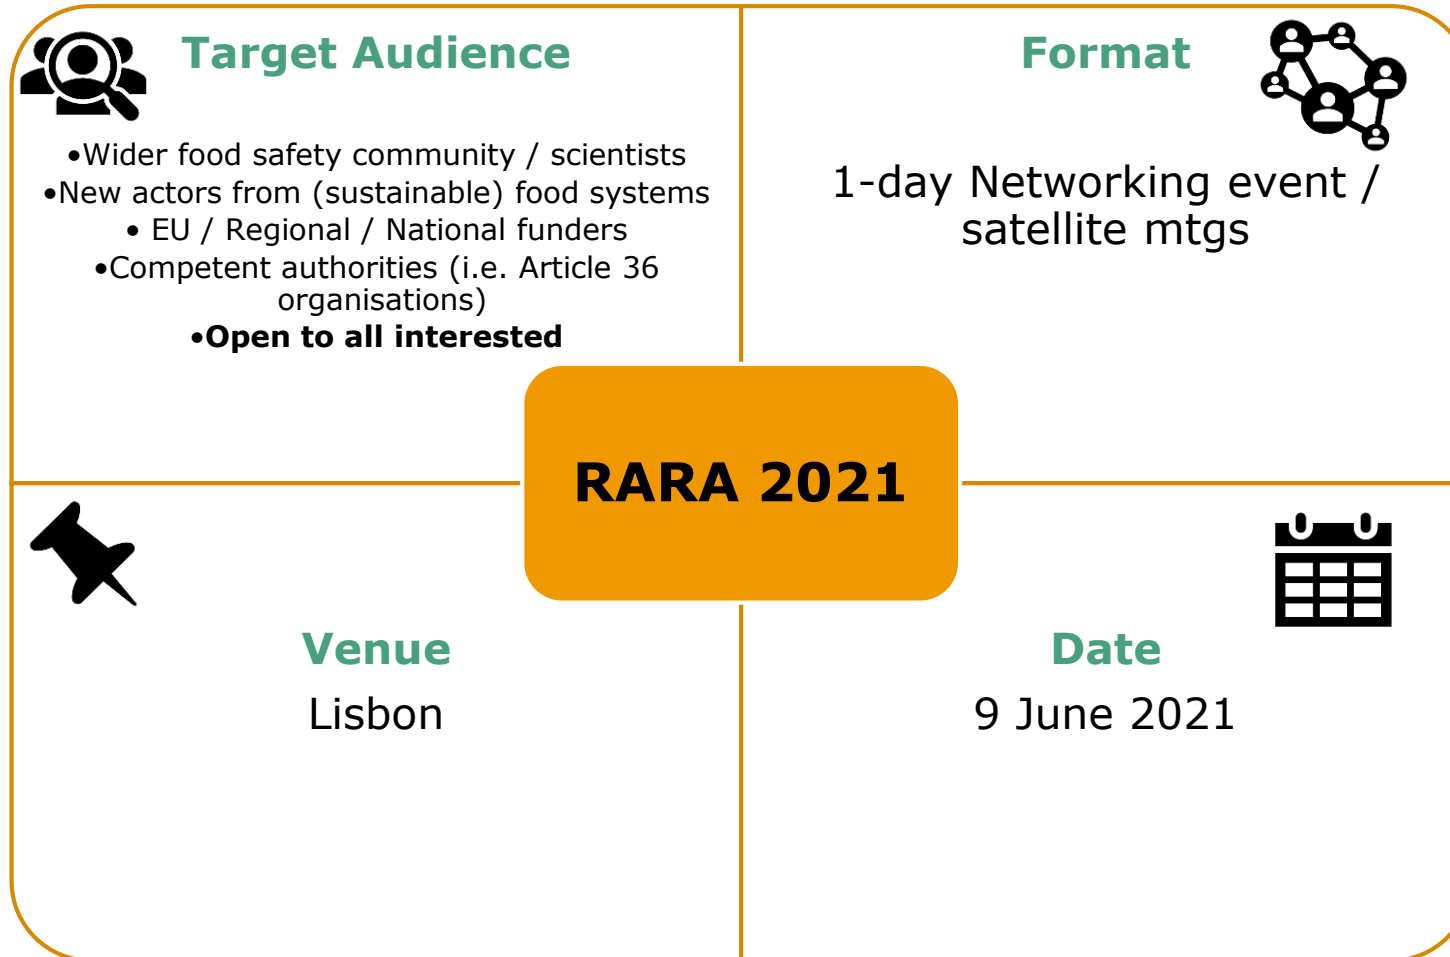 Target Audience
•Wider food safety community / scientists
•New actors from (sustainable) food systems
• EU / Regional / National funders
•Competent authorities (i.e. Article 36
organisations)
•Open to all interested
Format
1-day Networking event /
satellite mtgs
RARA 2021
Venue
Lisbon
Date
9 June 2021